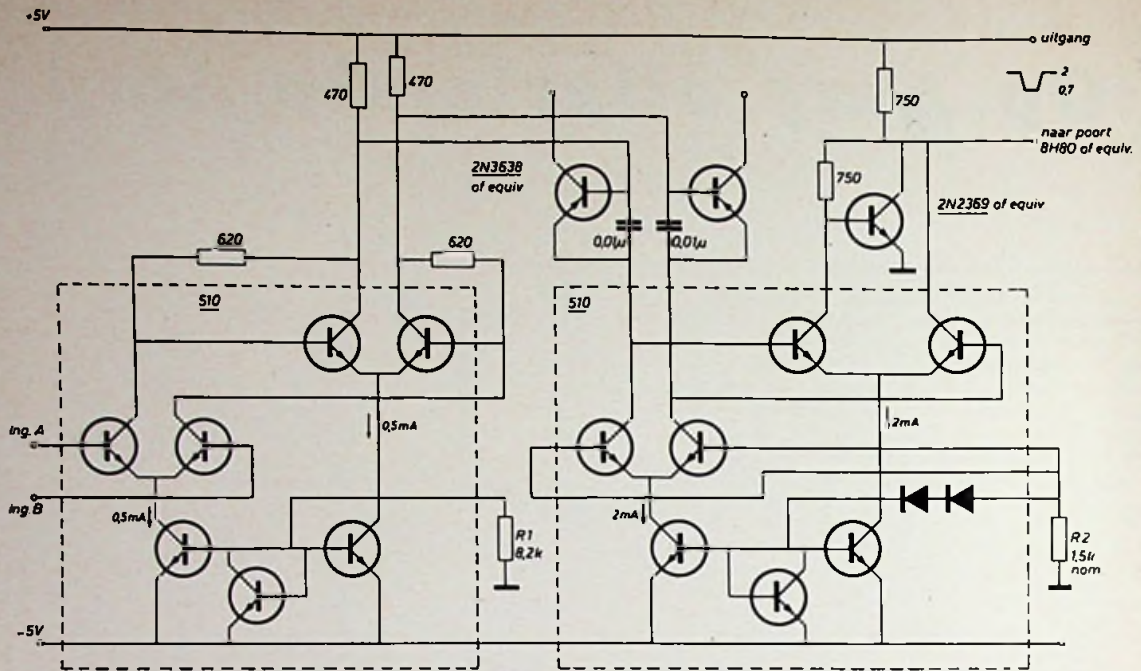 +5V
uitgang
470
470
750
2
0,7
naar poort
8H80 of equiv.
2N3638
of equiv
750
2N2369 of equiv
0,01µ
0,01µ
620
620
510
510
ing. A
0,5mA
2mA
ing. B
0,5mA
2mA
R1
8,2k
R2
1,5k
nom
-5V